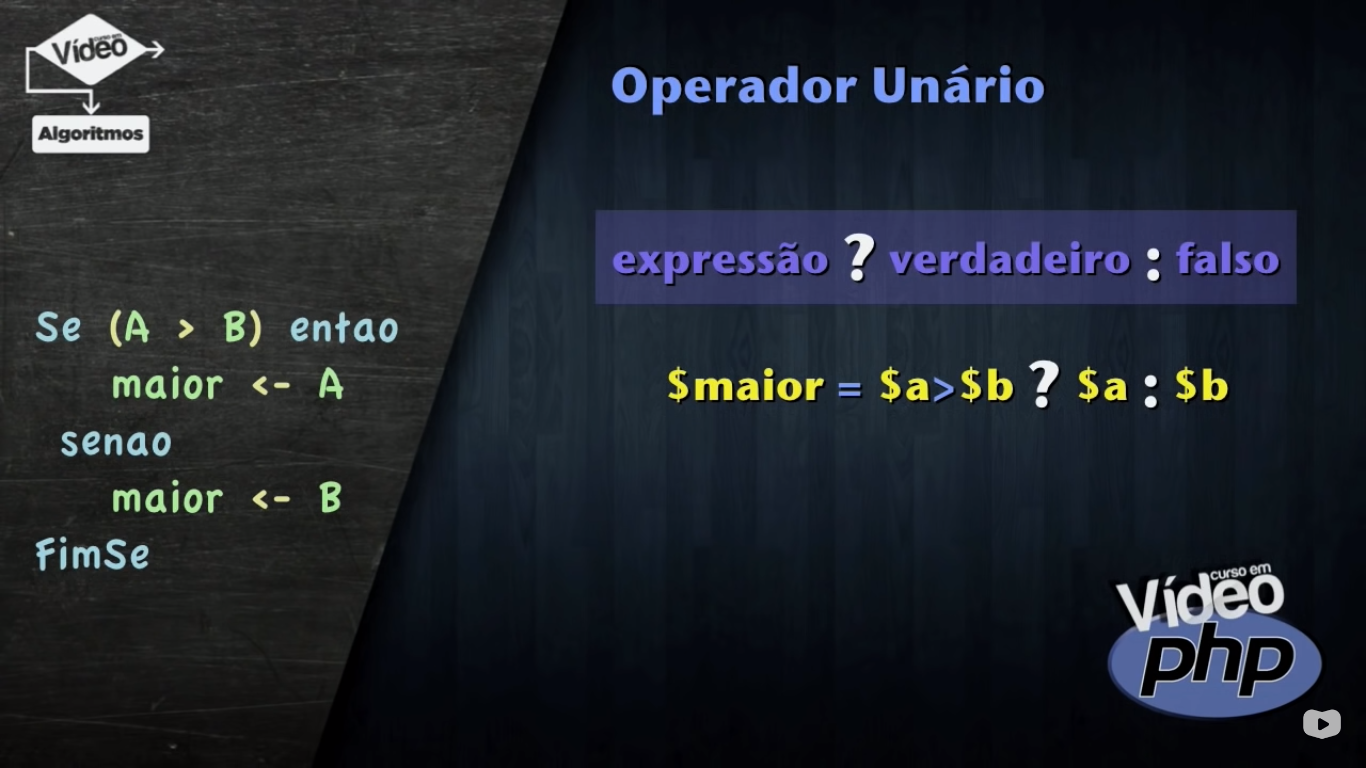 curso em
Vídeo
Algoritmos
Se (A > B) entao
maior <- A
senao
maior <- B
FimSe
Operador Unário
expressão ? verdadeiro : falso
$maior = $a>$b ? $a : $b
curso em
Vídeo
php